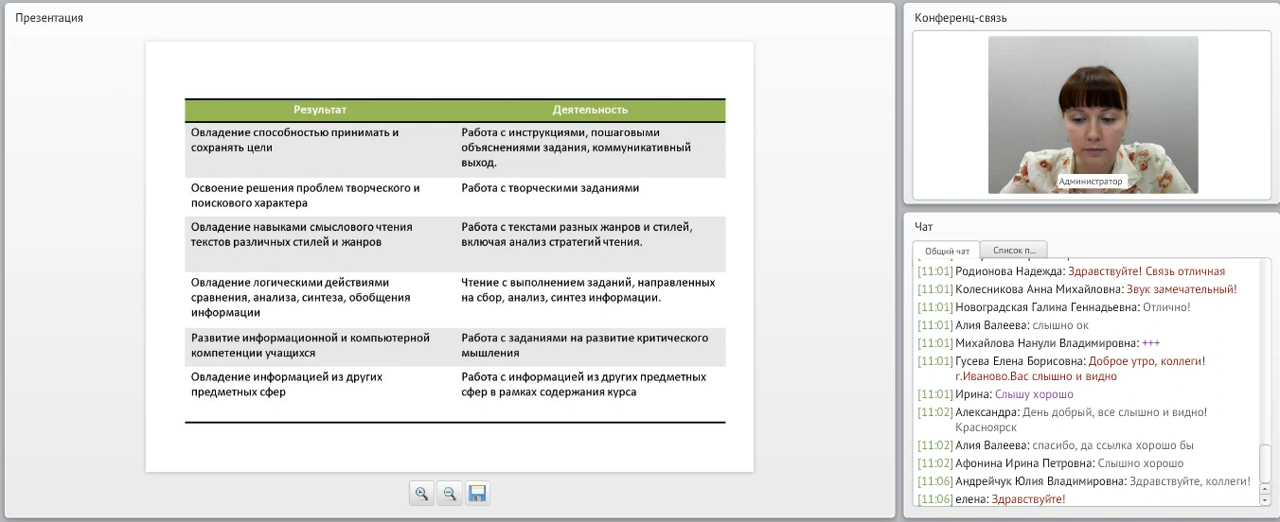 Презентация
Результат
Деятельность
Овладение способностью принимать и
сохранять цели
Работа с инструкциями, пошаговыми
объяснениями задания, коммуникативный
выход.
Освоение решения проблем творческого и
поискового характера
Работа с творческими заданиями
Овладение навыками смыслового чтения
текстов различных стилей и жанров
Работа с текстами разных жанров и стилей,
включая анализ стратегий чтения.
Овладение логическими действиями
сравнения, анализа, синтеза, обобщения
информации
Чтение с выполнением заданий, направленных
на сбор, анализ, синтез информации.
Развитие информационной и компьютерной
компетенции учащихся
Работа с заданиями на развитие критического
мышления
Овладение информацией из других
предметных сфер
Работа с информацией из других предметных
сфер в рамках содержания курса
Конференц-связь
Администратор
Чат
Общий чат
Список п...
[11:01] Родионова Надежда: Здравствуйте! Связь отличная
[11:01] Колесникова Анна Михайловна: Звук замечательный!
[11:01] Новоградская Галина Геннадьевна: Отлично!
[11:01] Алия Валеева: слышно ок
[11:01] Михайлова Нанули Владимировна: +++
[11:01] Гусева Елена Борисовна: Доброе утро, коллеги!
г.Иваново.Вас слышно и видно
[11:01] Ирина: Слышу хорошо
[11:02] Александра: День добрый, все слышно и видно!
Красноярск
[11:02] Алия Валеева: спасибо, да ссылка хорошо бы
[11:02] Афонина Ирина Петровна: Слышно хорошо
[11:06] Андрейчук Юлия Владимировна: Здравствуйте, коллеги!
[11:06] елена: Здравствуйте!